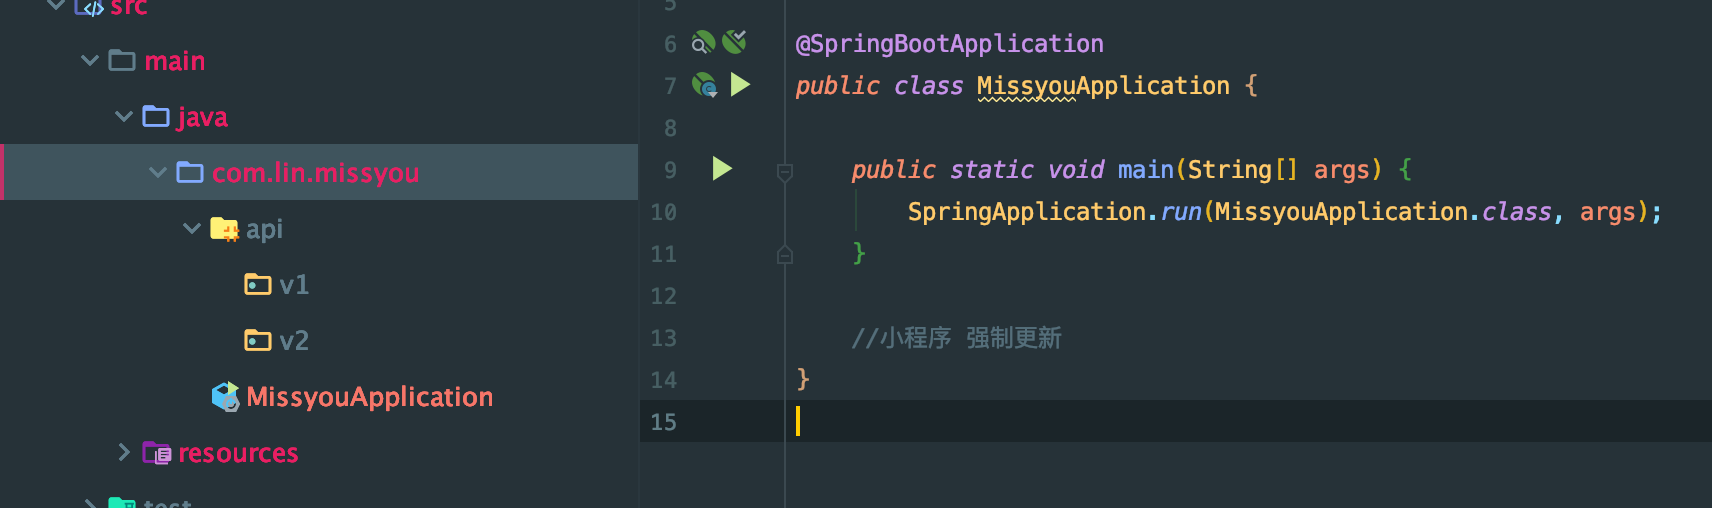 src
main
java
com.lin.missyou
api
v1
v2
MissyouApplication
resources
test
5
6 @SpringBootApplication
7 public class MissyouApplication {
8
9 public static void main(String[] args) {
10 SpringApplication.run(MissyouApplication.class, args);
11 }
12
13 //小程序 强制更新
14 }
15